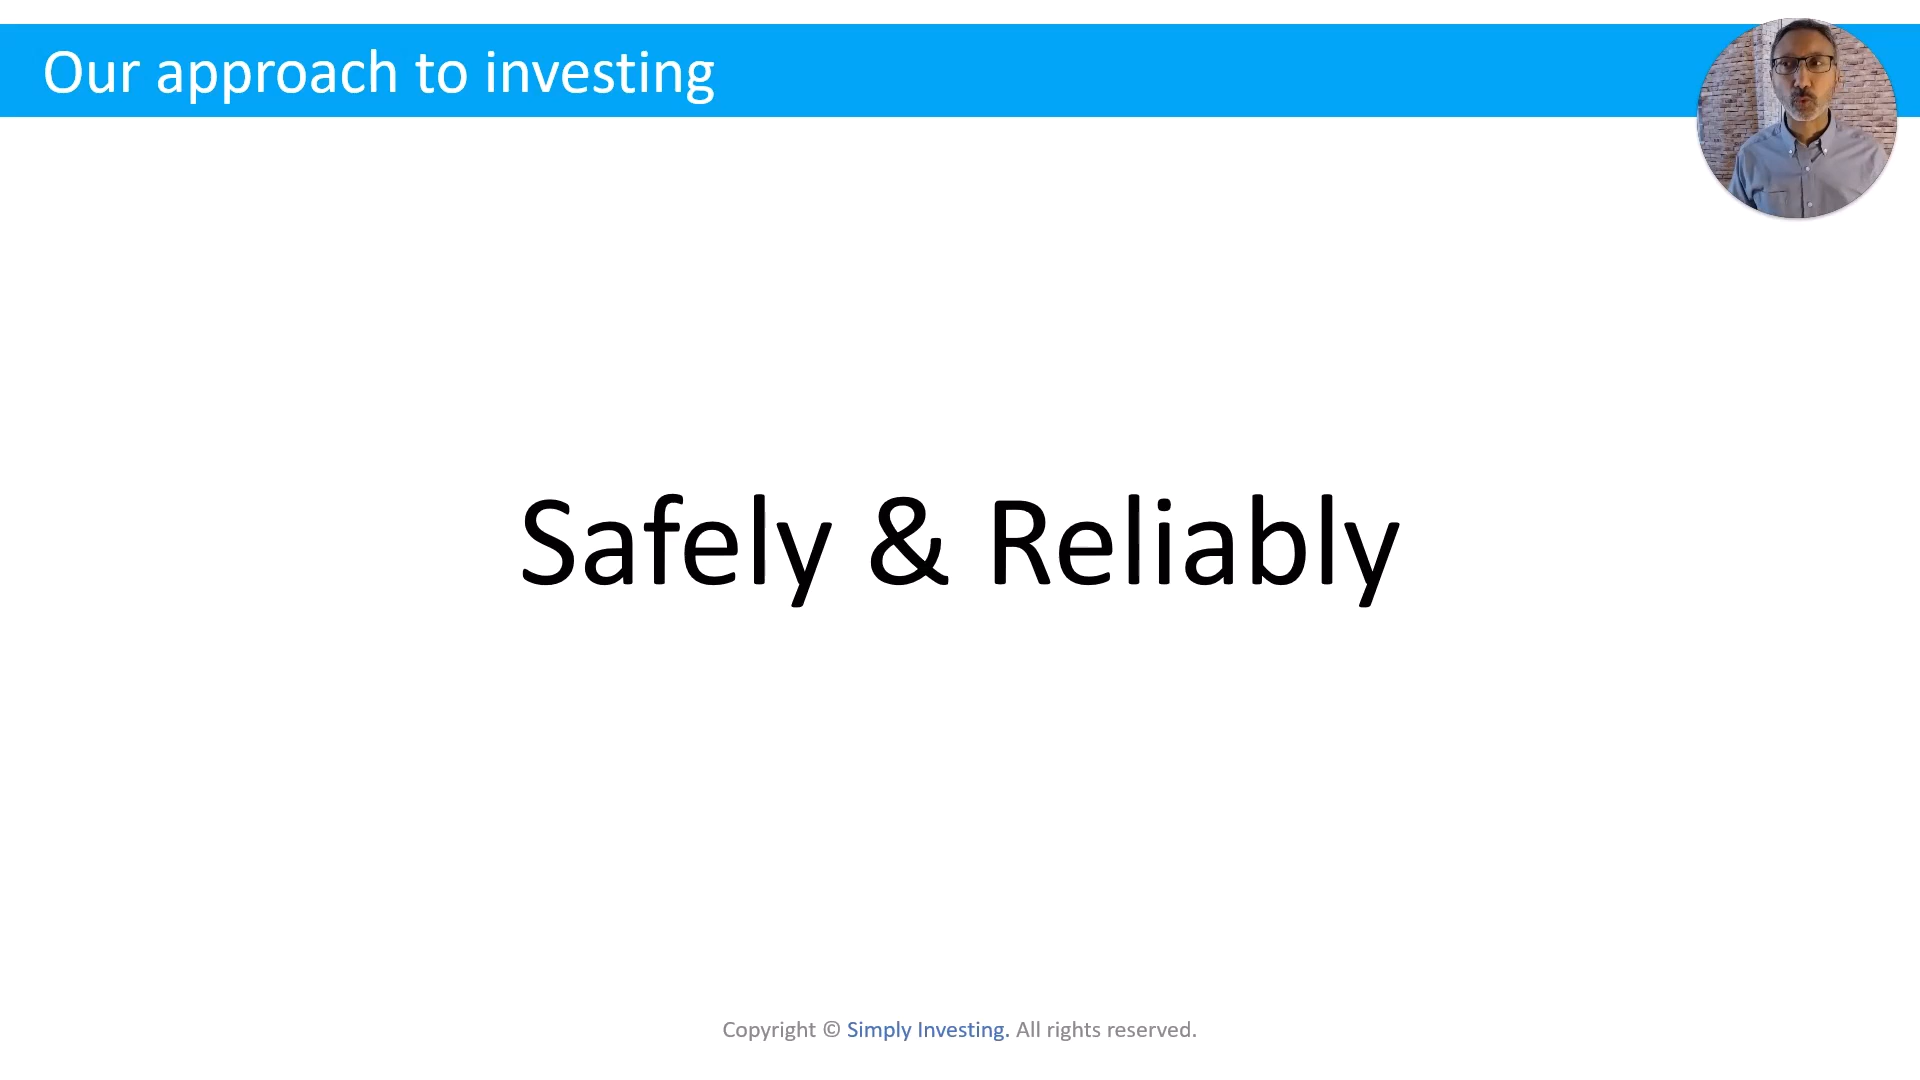 Our approach to investing
Safely & Reliably
Copyright © Simply Investing. All rights reserved.